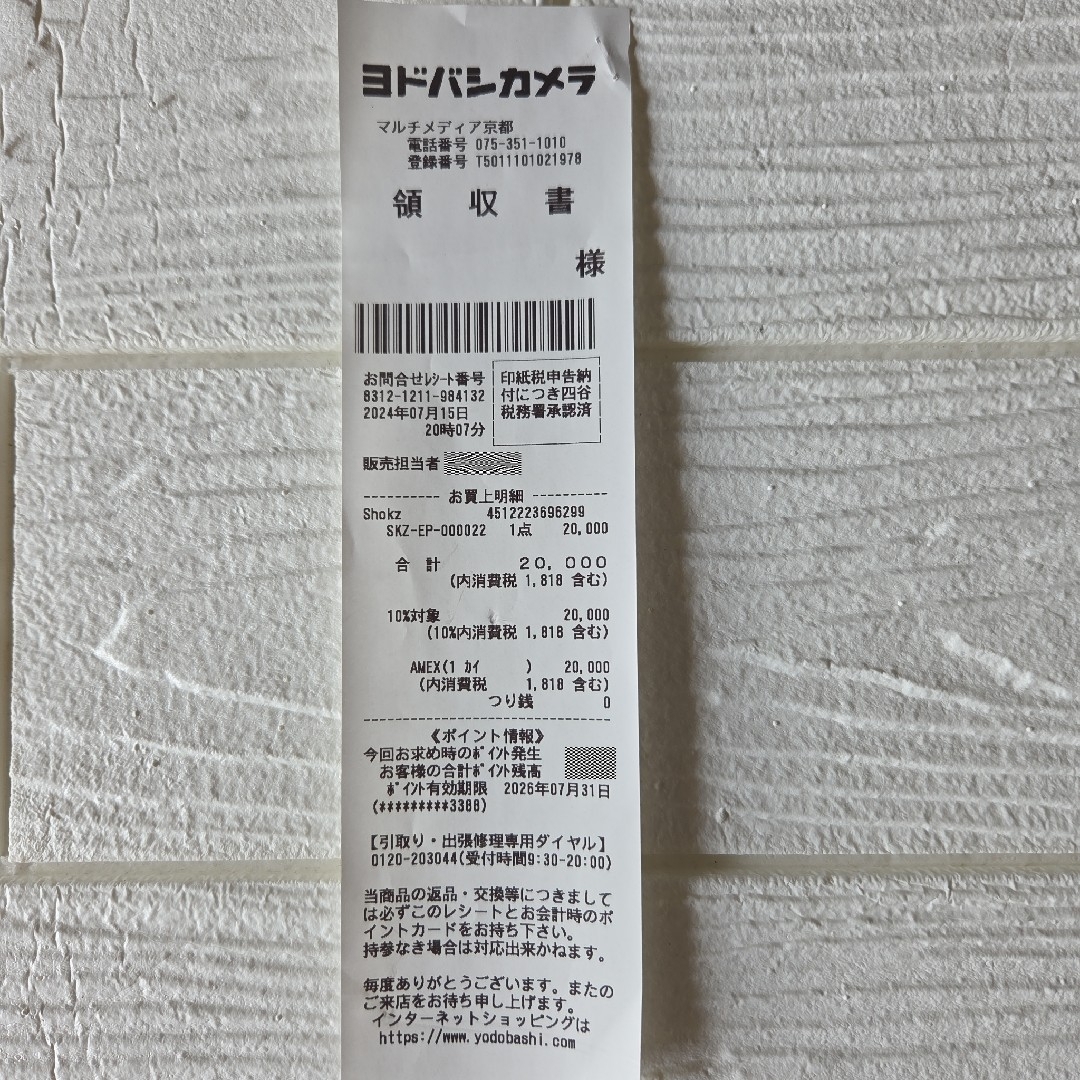 ヨドバシカメラ
マルチメディア京都
電話番号 075-351-1010
登録番号 T5011101021978
領 収 書
様
お問合せﾚｼｰﾄ番号
8312-1211-984132
2024年07月15日
20時07分
印紙税申告納
付につき四谷
税務署承認済
販売担当者
---------- お買上明細 ----------
Shokz 4512223696299
SKZ-EP-000022 1点 20,000
合 計 20,000
(内消費税 1,818 含む)
10%対象 20,000
(10%内消費税 1,818 含む)
AMEX(1 ｶｲ ) 20,000
(内消費税 1,818 含む)
つり銭 0
--------------------------------
《ポイント情報》
今回お求め時のﾎﾟｲﾝﾄ発生
お客様の合計ﾎﾟｲﾝﾄ残高
ﾎﾟｲﾝﾄ有効期限 2026年07月31日
(*********3388)
【引取り・出張修理専用ダイヤル】
0120-203044(受付時間9:30-20:00)
当商品の返品・交換等につきまして
は必ずこのレシートとお会計時のポ
イントカードをお持ち下さい。
持参なき場合は対応出来かねます。
毎度ありがとうございます。またの
ご来店をお待ち申し上げます。
インターネットショッピングは
https://www.yodobashi.com